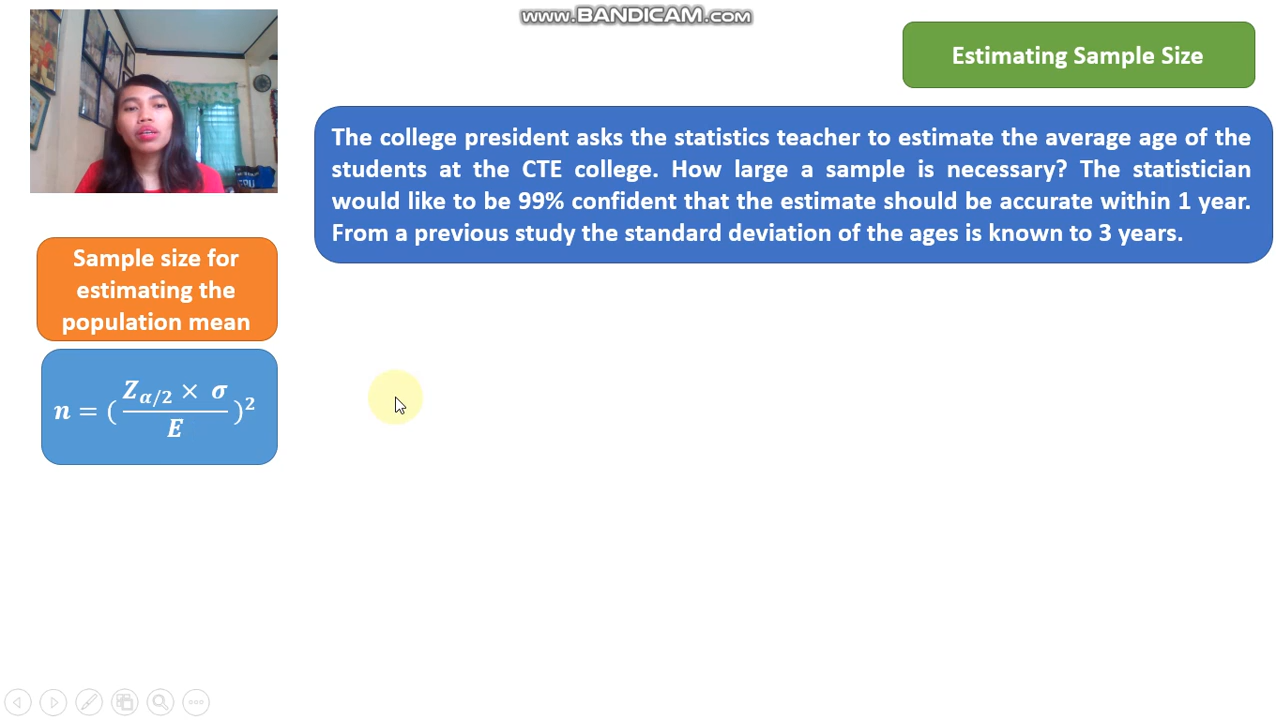 www.BANDICAM.com
Estimating Sample Size
The college president asks the statistics teacher to estimate the average age of the
students at the CTE college. How large a sample is necessary? The statistician
would like to be 99% confident that the estimate should be accurate within 1 year.
From a previous study the standard deviation of the ages is known to 3 years.
Sample size for
estimating the
population mean
n = ( (Z_{α/2} × σ) / E )²